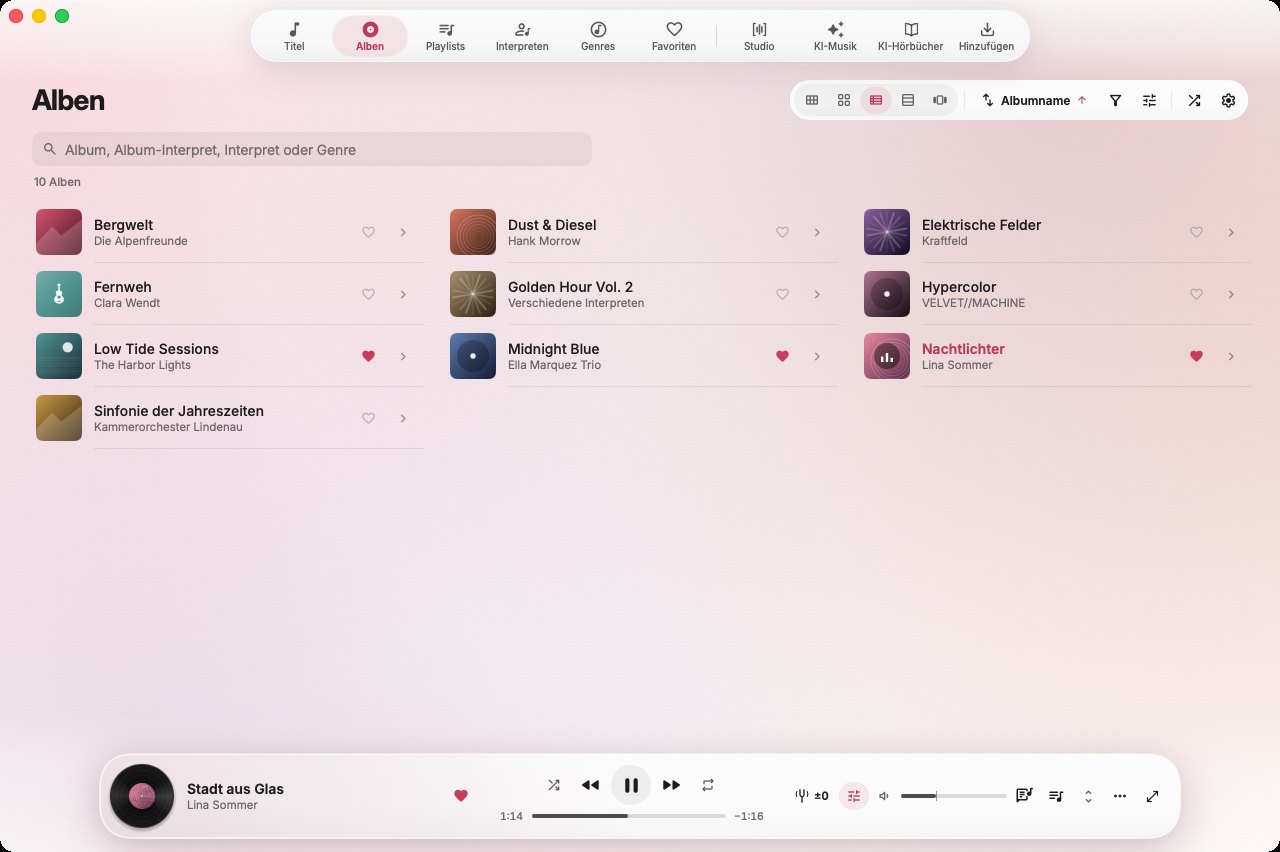 Titel
Alben
Playlists
Interpreten
Genres
Favoriten
Studio
KI-Musik
KI-Hörbücher
Hinzufügen
Alben
Albumname
Album, Album-Interpret, Interpret oder Genre
10 Alben
Bergwelt
Die Alpenfreunde
Dust & Diesel
Hank Morrow
Elektrische Felder
Kraftfeld
Fernweh
Clara Wendt
Golden Hour Vol. 2
Verschiedene Interpreten
Hypercolor
VELVET//MACHINE
Low Tide Sessions
The Harbor Lights
Midnight Blue
Ella Marquez Trio
Nachtlichter
Lina Sommer
Sinfonie der Jahreszeiten
Kammerorchester Lindenau
Stadt aus Glas
Lina Sommer
1:14
−1:16
±0